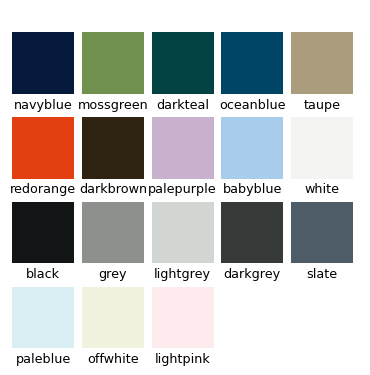 navyblue mossgreen darkteal oceanblue taupe
redorange darkbrown palepurple babyblue white
black grey lightgrey darkgrey slate
paleblue offwhite lightpink